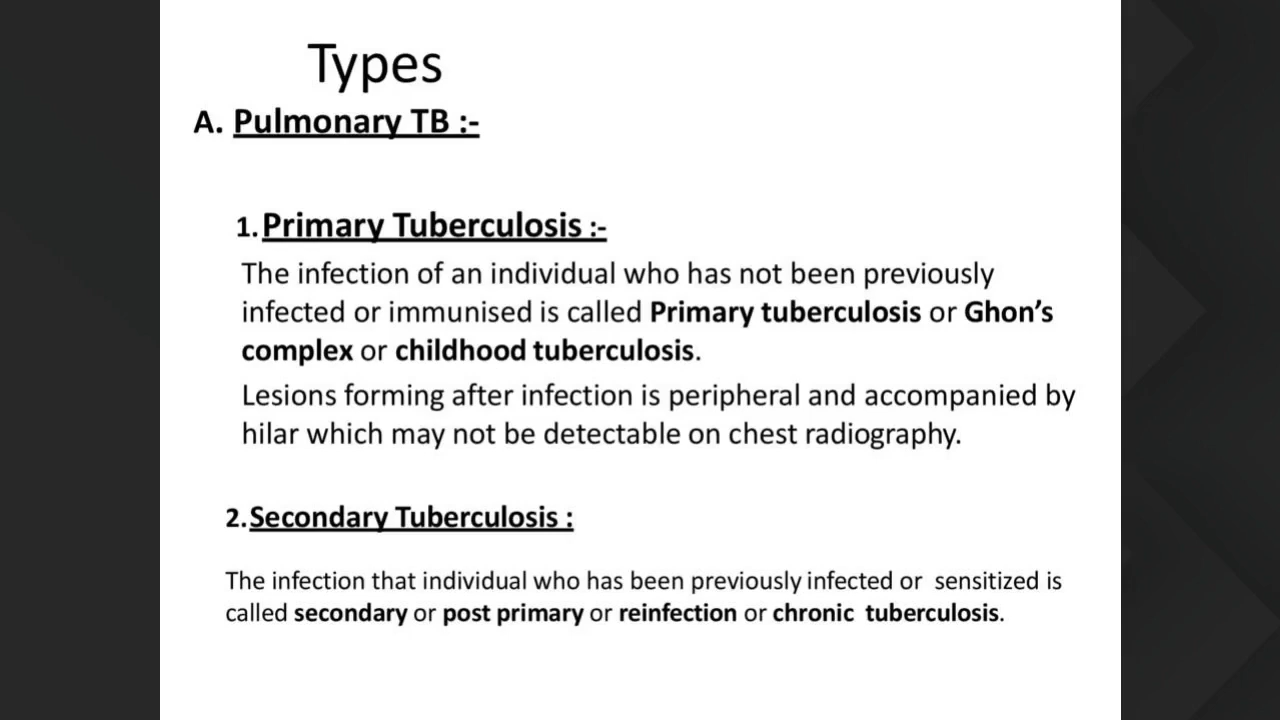 Types
A. Pulmonary TB :-
1. Primary Tuberculosis :-
The infection of an individual who has not been previously
infected or immunised is called Primary tuberculosis or Ghon’s
complex or childhood tuberculosis.
Lesions forming after infection is peripheral and accompanied by
hilar which may not be detectable on chest radiography.
2. Secondary Tuberculosis :
The infection that individual who has been previously infected or sensitized is
called secondary or post primary or reinfection or chronic tuberculosis.